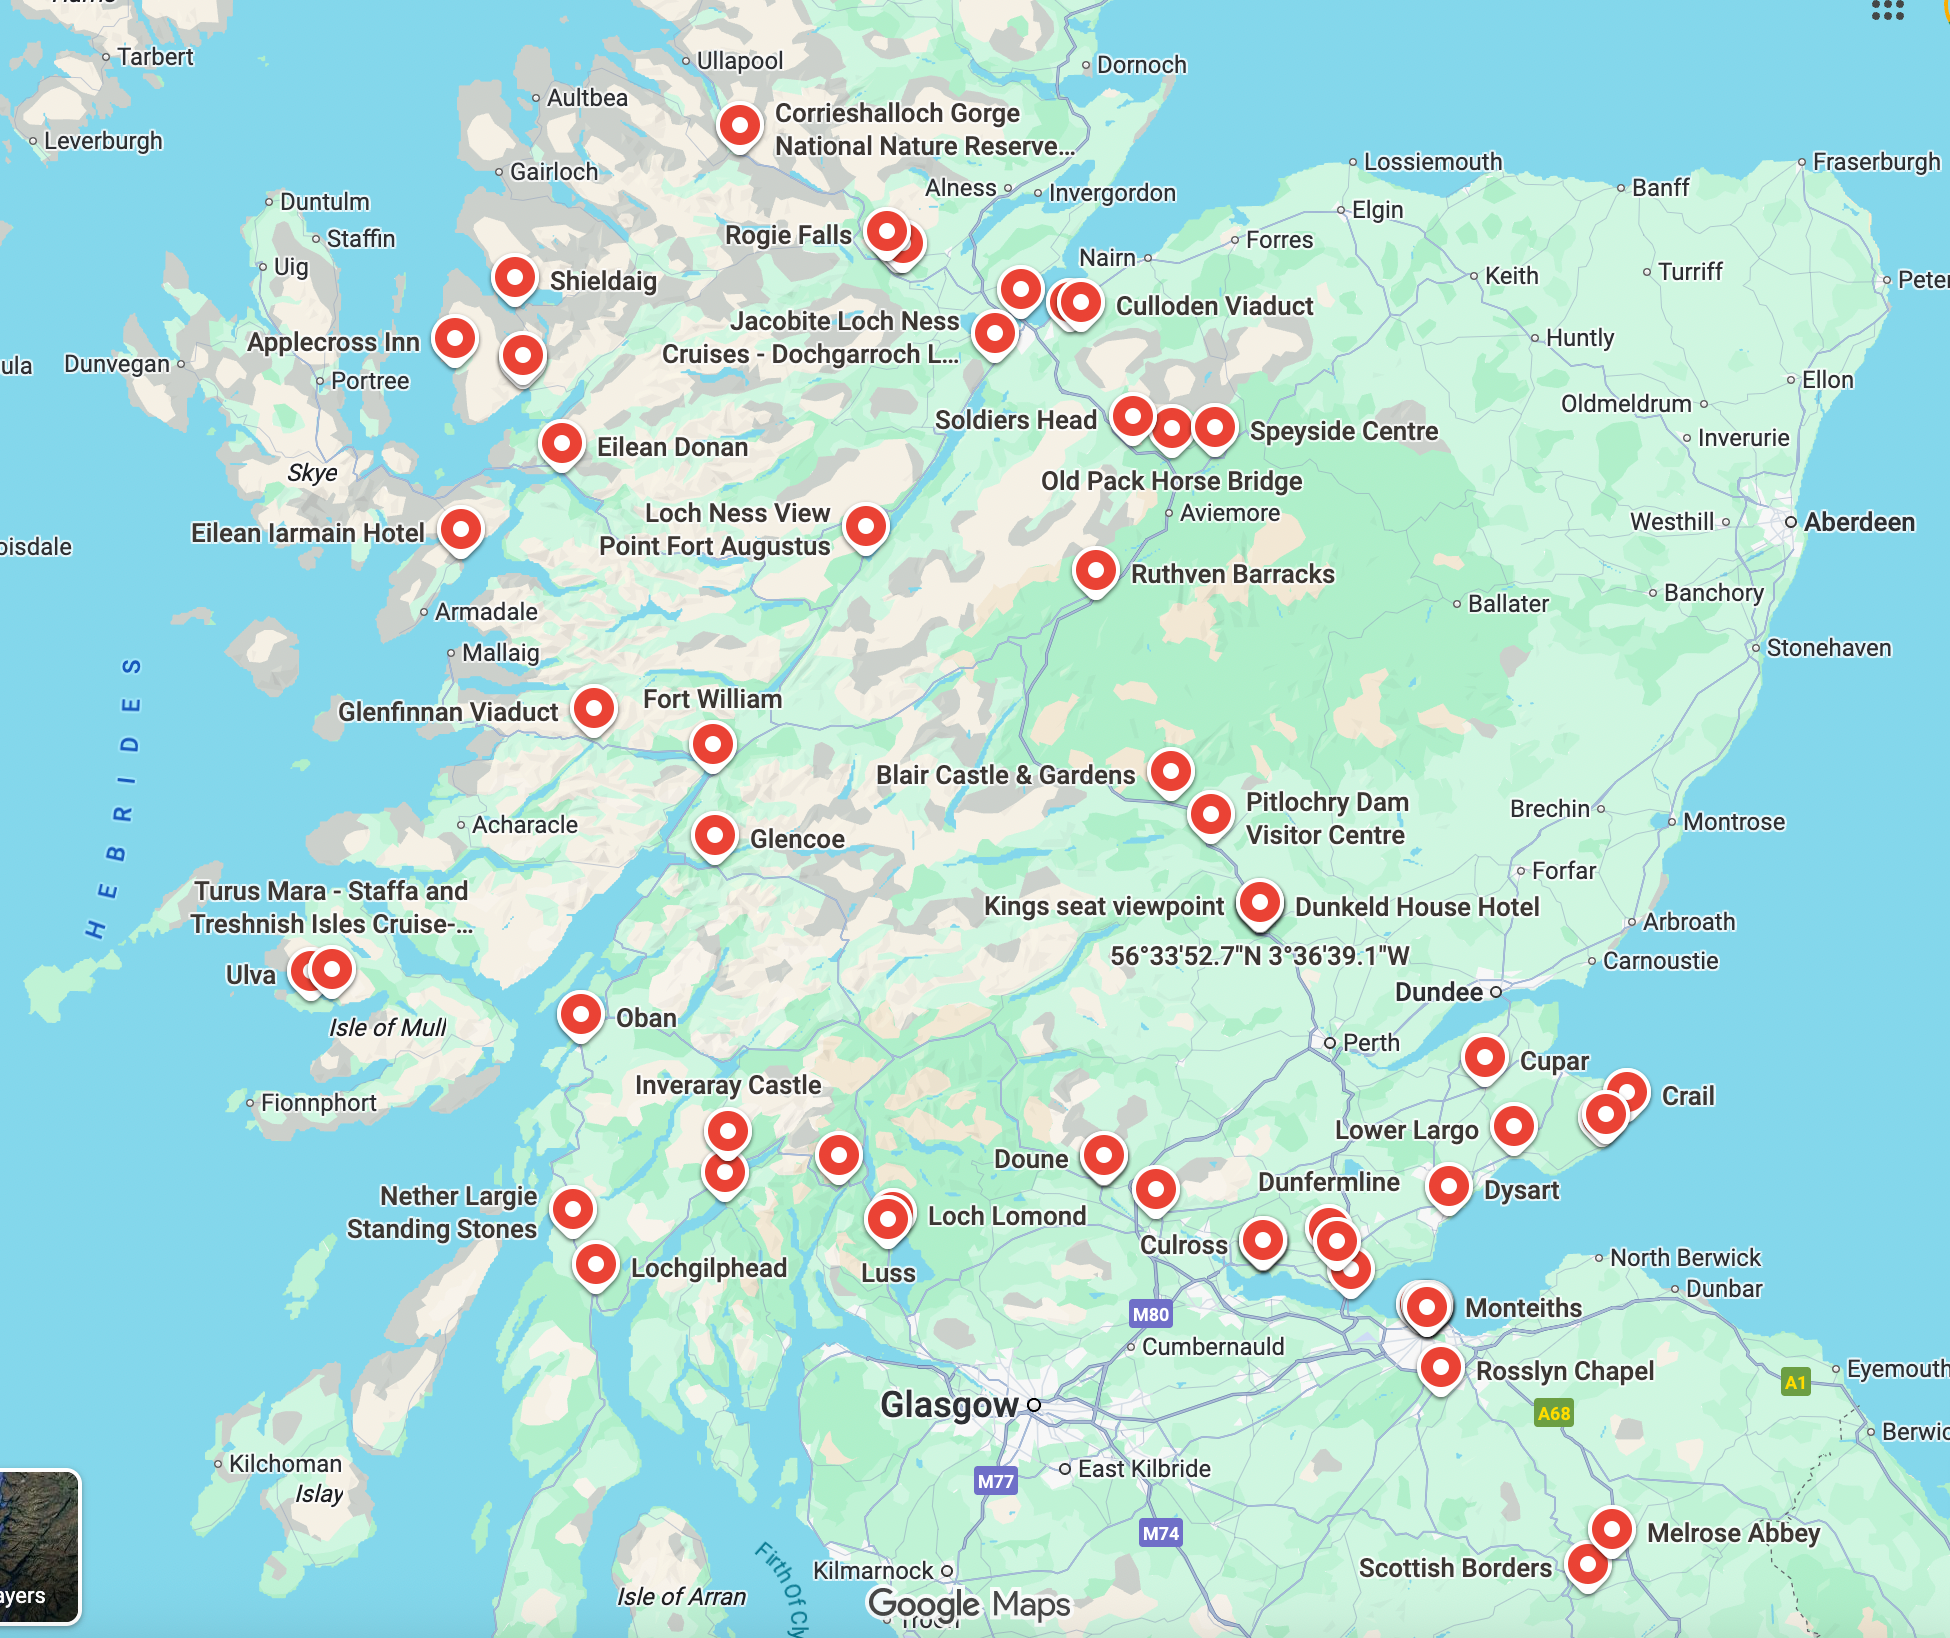 Tarbert
Ullapool
Dornoch
Aultbea
Corrieshalloch Gorge
National Nature Reserve...
Leverburgh
Lossiemouth
Fraserburgh
Gairloch
Alness
Invergordon
Banff
Duntulm
Elgin
Staffin
Rogie Falls
Forres
Uig
Nairn
Keith
Turriff
Peter
Shieldaig
Culloden Viaduct
Jacobite Loch Ness
Cruises - Dochgarroch L...
Applecross Inn
Huntly
ula
Dunvegan
Portree
Ellon
Oldmeldrum
Soldiers Head
Speyside Centre
Inverurie
Eilean Donan
Skye
Old Pack Horse Bridge
Loch Ness View
Point Fort Augustus
Aviemore
Westhill
Aberdeen
Eilean Iarmain Hotel
oisdale
Ruthven Barracks
Banchory
Ballater
Armadale
Mallaig
Stonehaven
HEBRIDES
Fort William
Glenfinnan Viaduct
Blair Castle & Gardens
Pitlochry Dam
Visitor Centre
Brechin
Montrose
Acharacle
Glencoe
Forfar
Turus Mara - Staffa and
Treshnish Isles Cruise-...
Kings seat viewpoint
Dunkeld House Hotel
Arbroath
56°33'52.7"N 3°36'39.1"W
Carnoustie
Ulva
Dundee
Oban
Isle of Mull
Perth
Cupar
Inveraray Castle
Crail
Fionnphort
Lower Largo
Doune
Dunfermline
Dysart
Nether Largie
Standing Stones
Loch Lomond
Culross
North Berwick
Lochgilphead
Luss
Dunbar
Monteiths
M80
Cumbernauld
Rosslyn Chapel
Eyemouth
A1
Glasgow
A68
Berwic
Kilchoman
East Kilbride
M77
Islay
M74
Melrose Abbey
Scottish Borders
Firth Of Cly
Kilmarnock
ayers
Isle of Arran
Google Maps